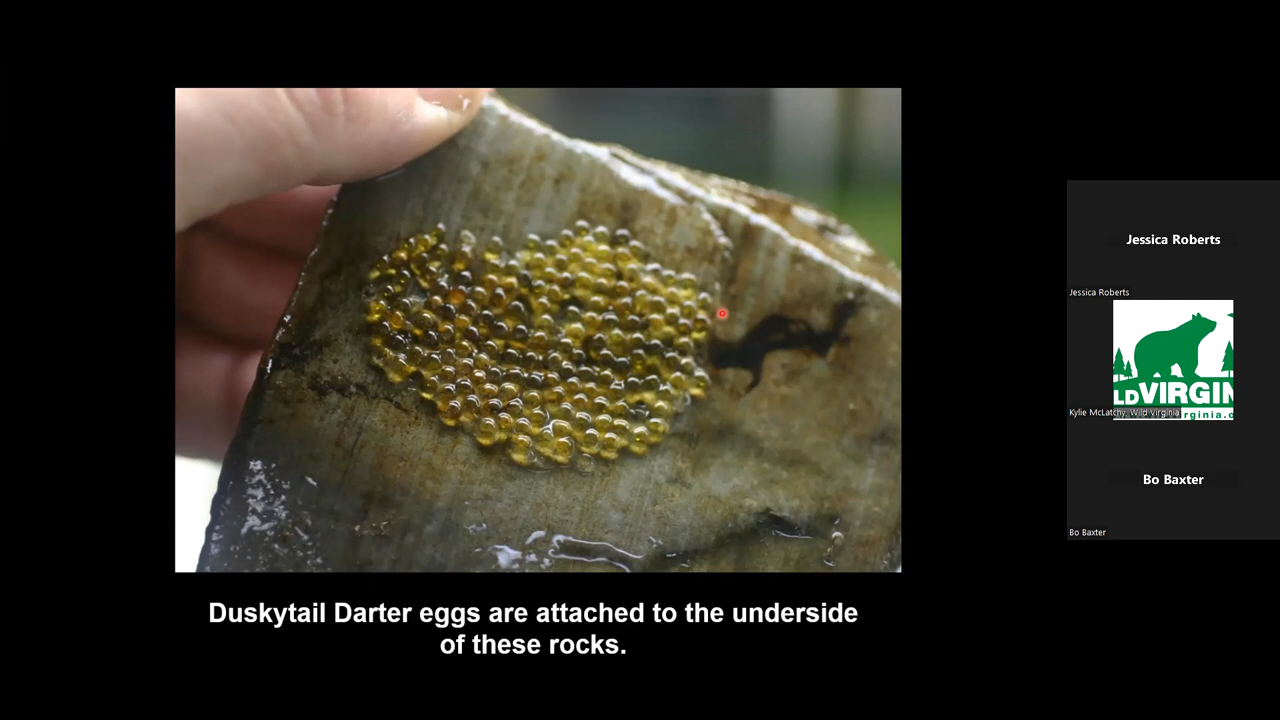 Duskytail Darter eggs are attached to the underside
of these rocks.
Jessica Roberts
Jessica Roberts
LDVIRGIN
Kylie McLatchy, Wild Virginia
rginia.o
Bo Baxter
Bo Baxter